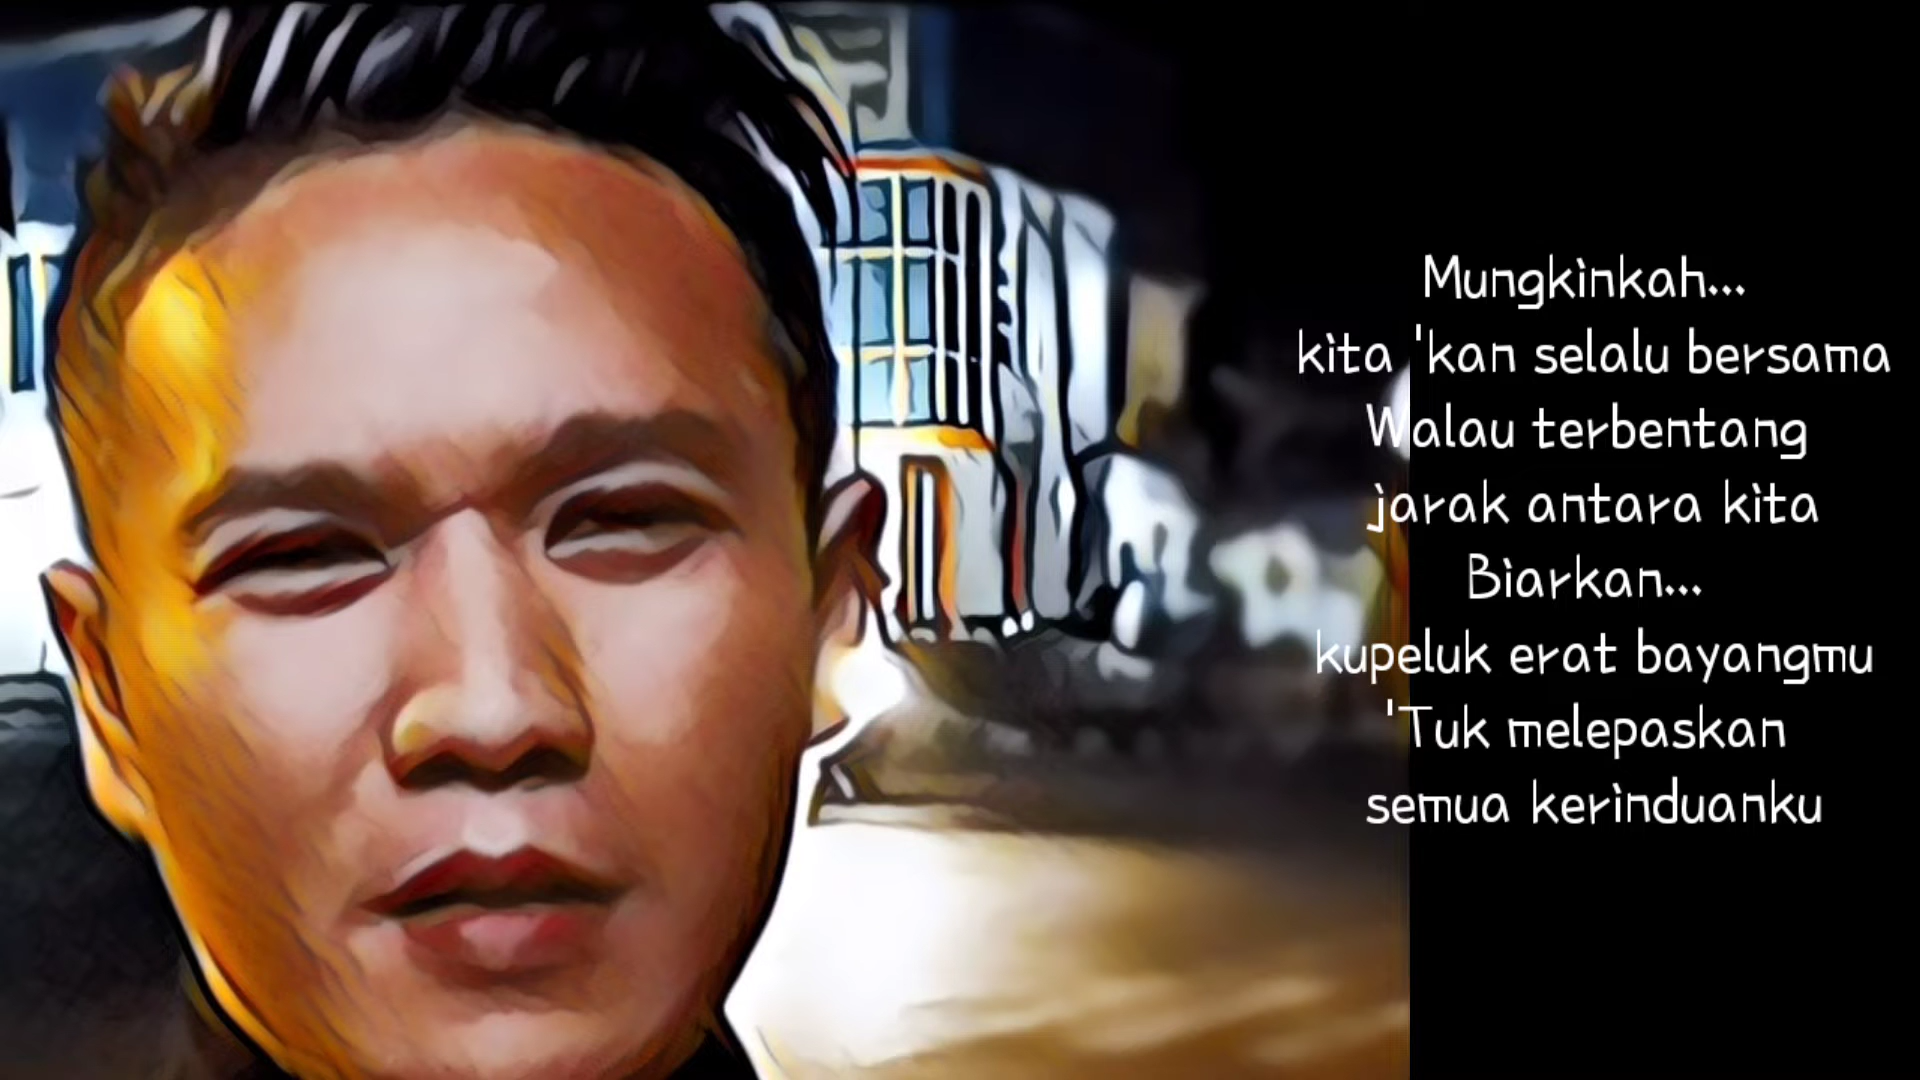 Mungkinkah...
kita 'kan selalu bersama
Walau terbentang
jarak antara kita
Biarkan...
kupeluk erat bayangmu
'Tuk melepaskan
semua kerinduanku